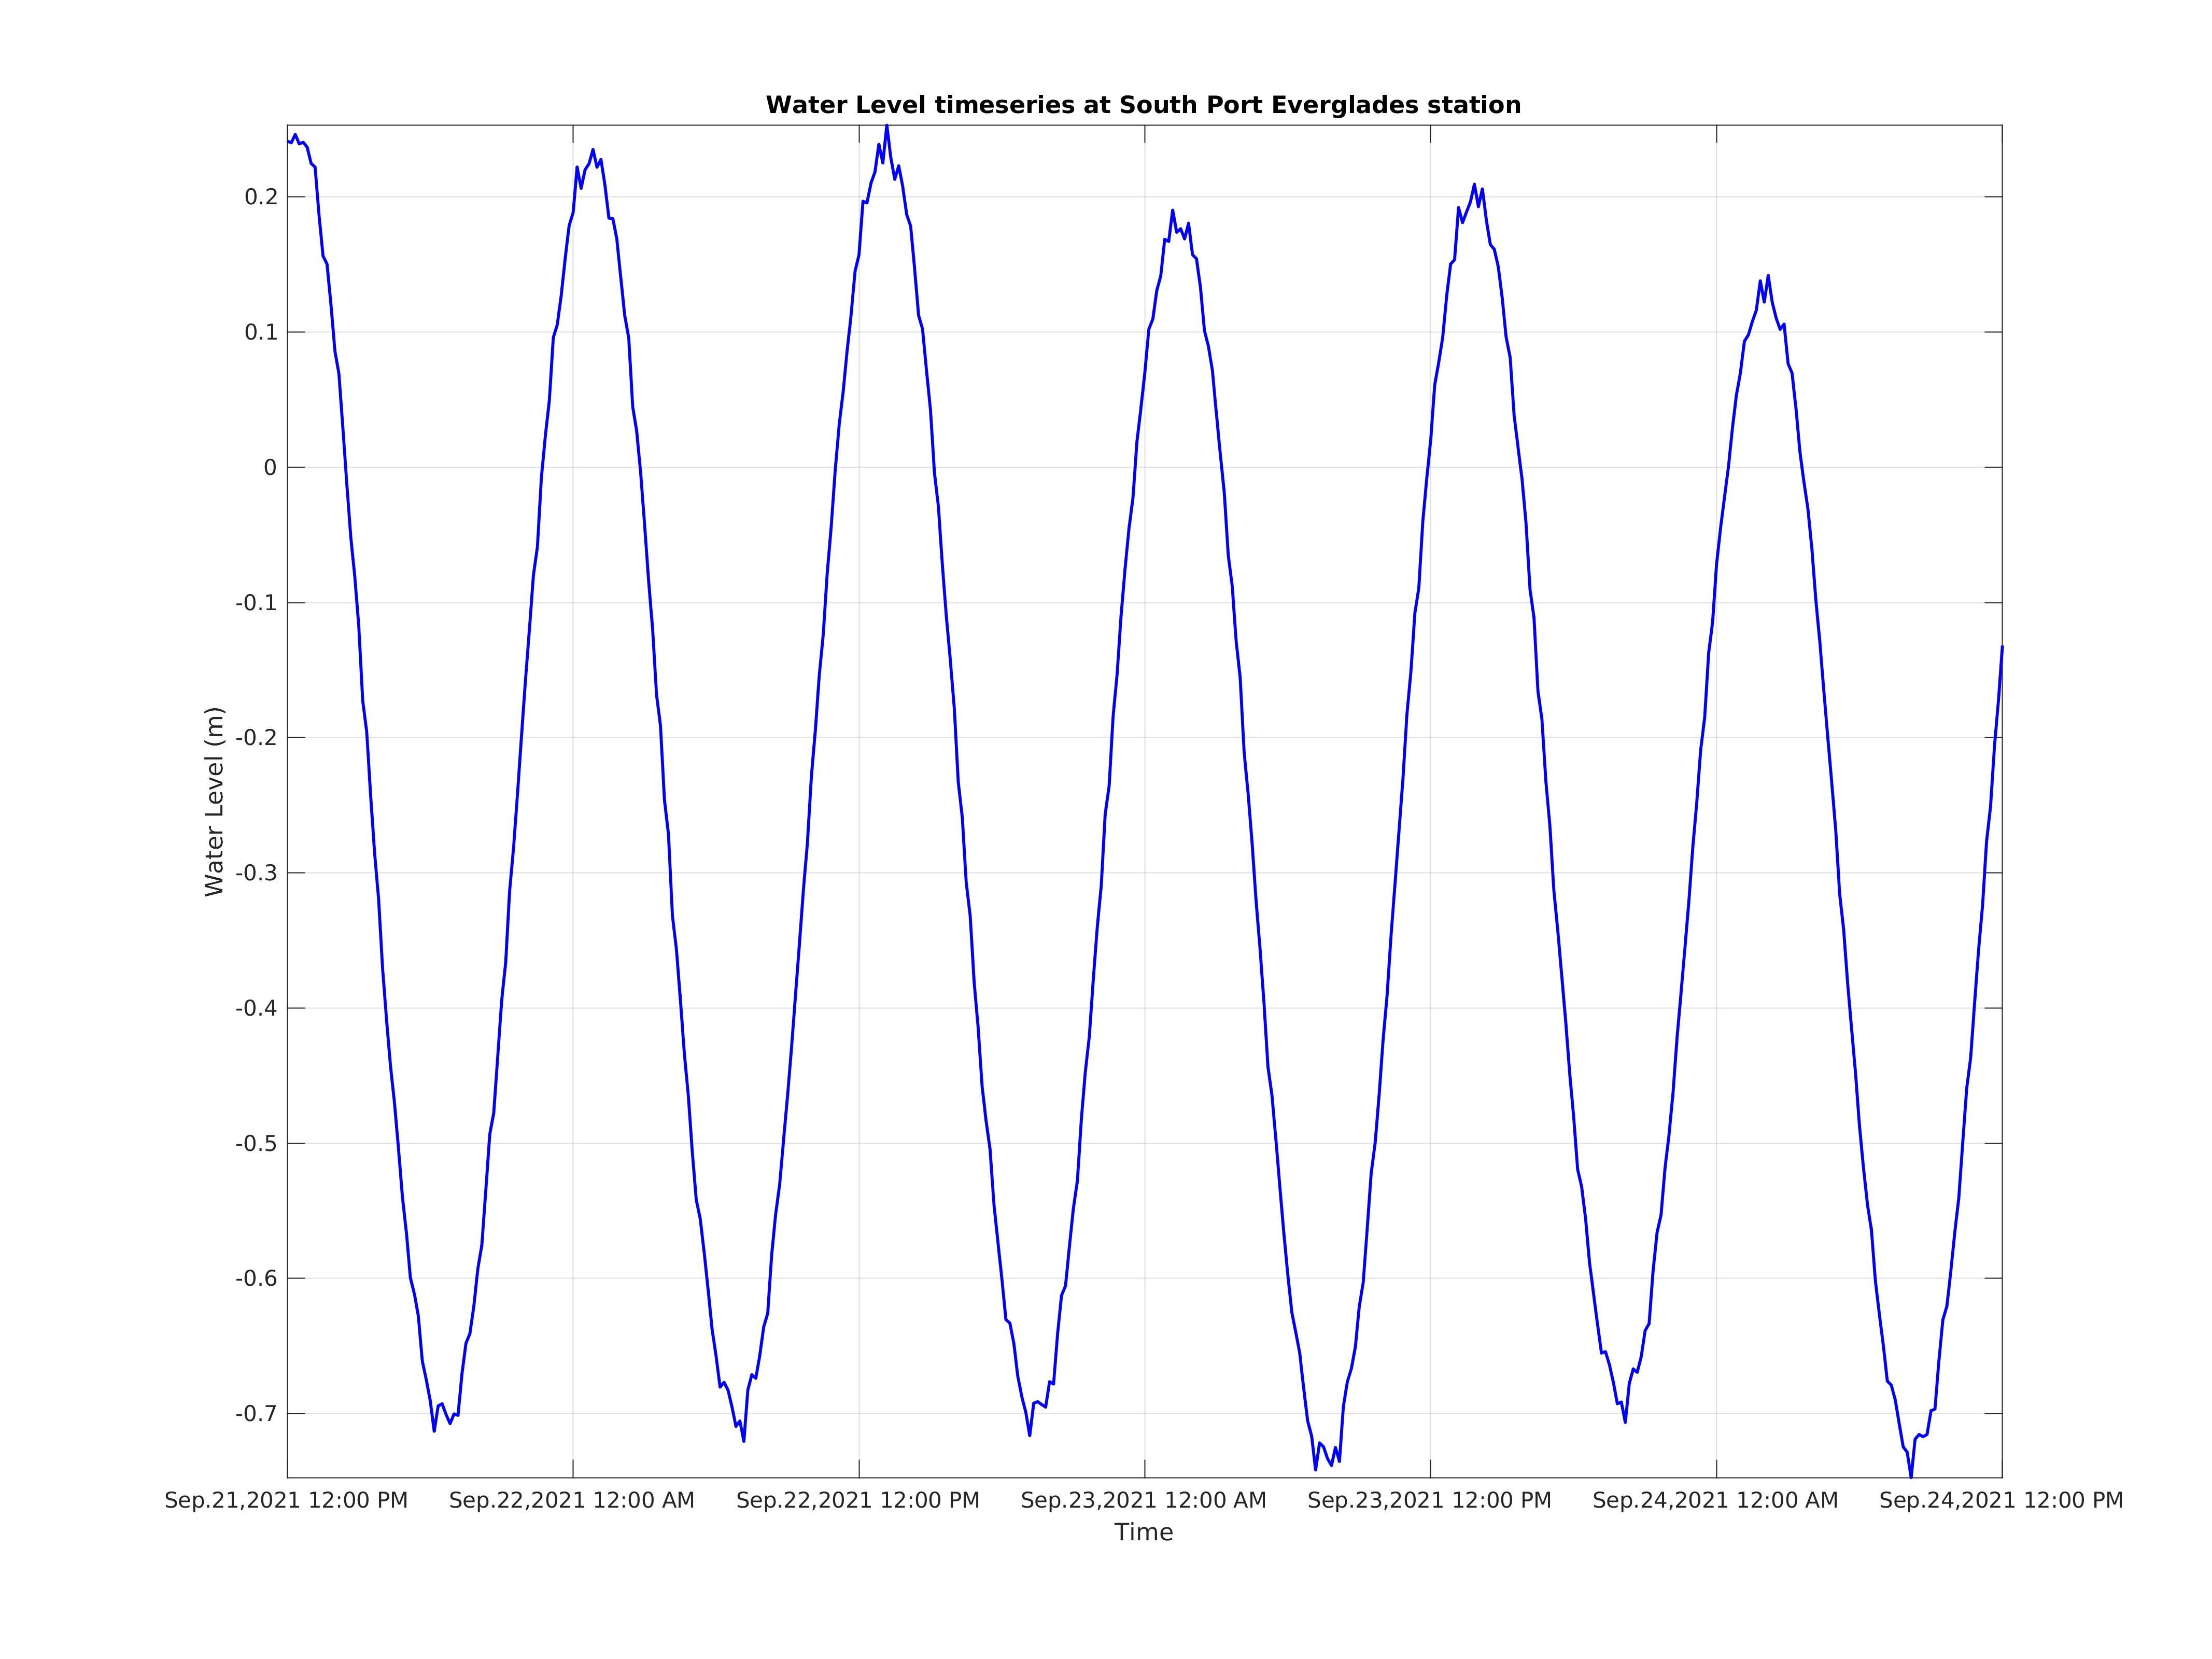 Water Level timeseries at South Port Everglades station
0.2
0.1
0
-0.1
-0.2
-0.3
-0.4
-0.5
-0.6
-0.7
Water Level (m)
Sep.21,2021 12:00 PM
Sep.22,2021 12:00 AM
Sep.22,2021 12:00 PM
Sep.23,2021 12:00 AM
Sep.23,2021 12:00 PM
Sep.24,2021 12:00 AM
Sep.24,2021 12:00 PM
Time